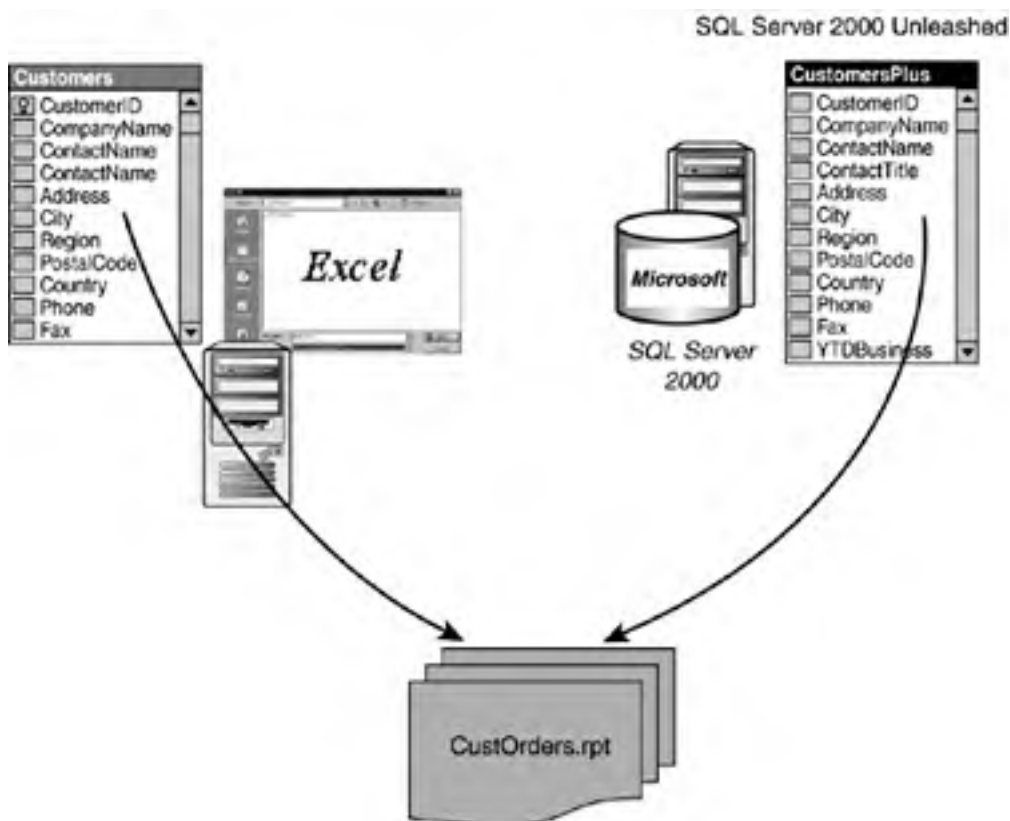 SQL Server 2000 Unleashed
Customers
CustomerID
CompanyName
ContactName
ContactName
Address
City
Region
PostalCode
Country
Phone
Fax
Excel
Microsoft
SQL Server
2000
CustomersPlus
CustomerID
CompanyName
ContactName
ContactTitle
Address
City
Region
PostalCode
Country
Phone
Fax
YTDBusiness
CustOrders.rpt